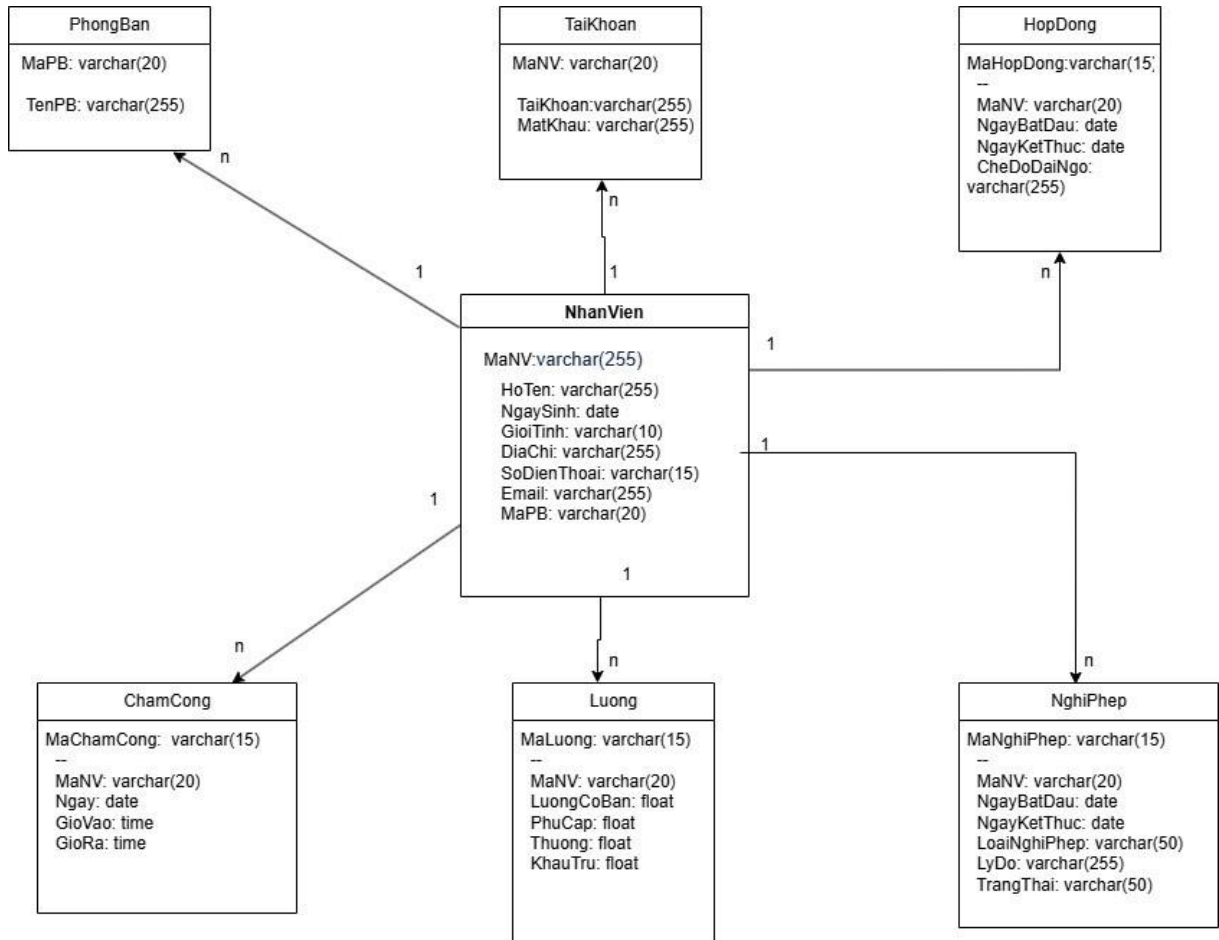 PhongBan
MaPB: varchar(20)
TenPB: varchar(255)
TaiKhoan
MaNV: varchar(20)
TaiKhoan:varchar(255)
MatKhau: varchar(255)
HopDong
MaHopDong:varchar(15)
--
MaNV: varchar(20)
NgayBatDau: date
NgayKetThuc: date
CheDoDaiNgo:
varchar(255)
n
n
n
1
1
1
NhanVien
MaNV:varchar(255)
HoTen: varchar(255)
NgaySinh: date
GioiTinh: varchar(10)
DiaChi: varchar(255)
SoDienThoai: varchar(15)
Email: varchar(255)
MaPB: varchar(20)
1
1
1
n
n
n
ChamCong
MaChamCong: varchar(15)
--
MaNV: varchar(20)
Ngay: date
GioVao: time
GioRa: time
Luong
MaLuong: varchar(15)
--
MaNV: varchar(20)
LuongCoBan: float
PhuCap: float
Thuong: float
KhauTru: float
NghiPhep
MaNghiPhep: varchar(15)
--
MaNV: varchar(20)
NgayBatDau: date
NgayKetThuc: date
LoaiNghiPhep: varchar(50)
LyDo: varchar(255)
TrangThai: varchar(50)